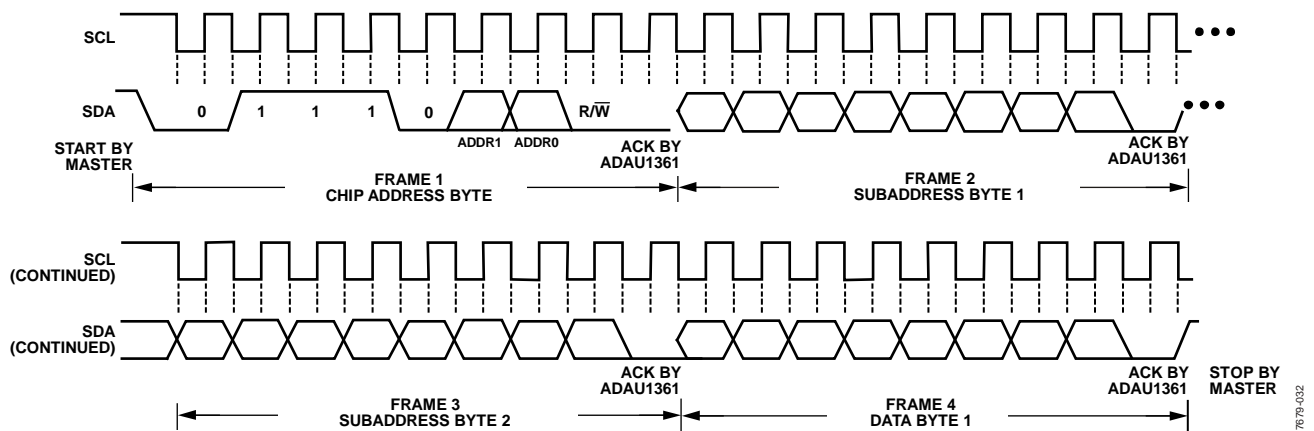 SCL
SDA
0 1 1 1 0 R/W̅
ADDR1 ADDR0
START BY
MASTER
ACK BY
ADAU1361
ACK BY
ADAU1361
FRAME 1
CHIP ADDRESS BYTE
FRAME 2
SUBADDRESS BYTE 1
SCL
(CONTINUED)
SDA
(CONTINUED)
ACK BY
ADAU1361
ACK BY
ADAU1361
STOP BY
MASTER
FRAME 3
SUBADDRESS BYTE 2
FRAME 4
DATA BYTE 1
7679-032